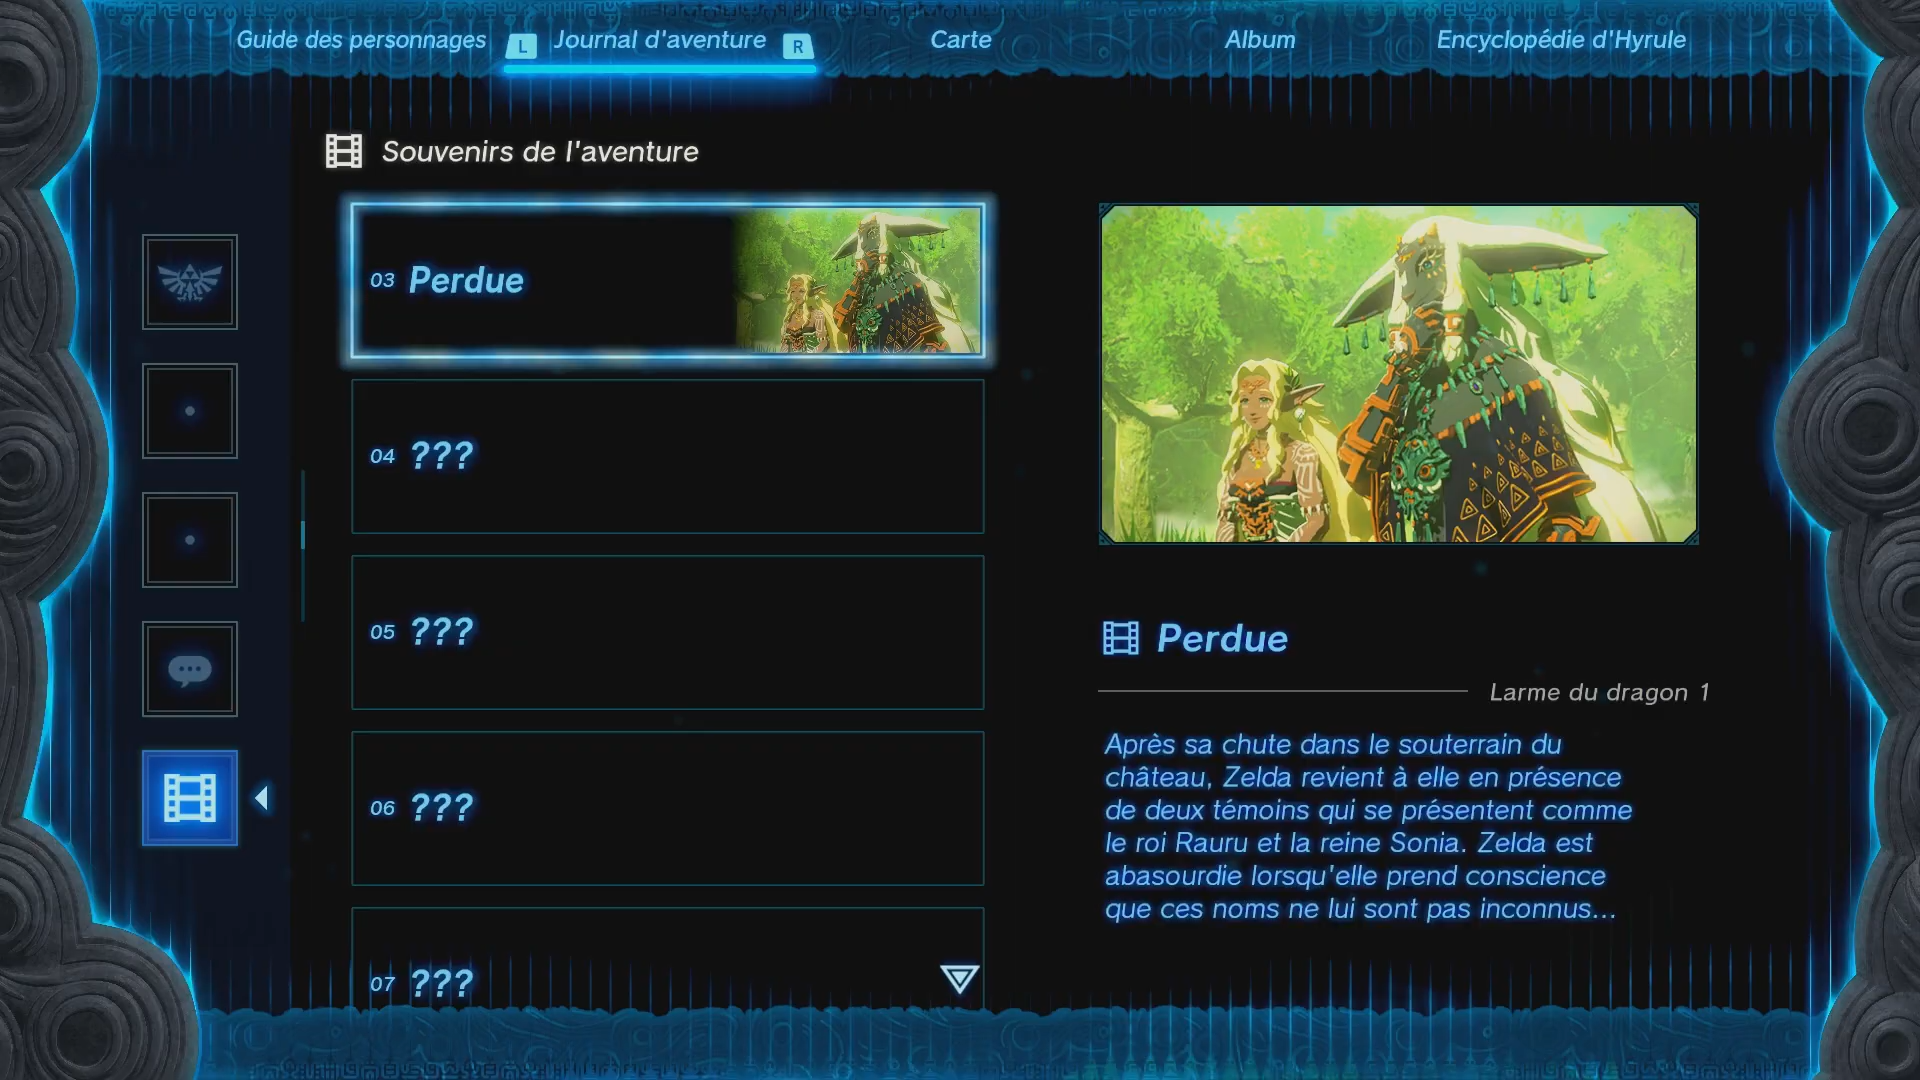 Guide des personnages
L
Journal d'aventure
R
Carte
Album
Encyclopédie d'Hyrule
Souvenirs de l'aventure
03 Perdue
04 ???
05 ???
06 ???
07 ???
Perdue
Larme du dragon 1
Après sa chute dans le souterrain du
château, Zelda revient à elle en présence
de deux témoins qui se présentent comme
le roi Rauru et la reine Sonia. Zelda est
abasourdie lorsqu'elle prend conscience
que ces noms ne lui sont pas inconnus...